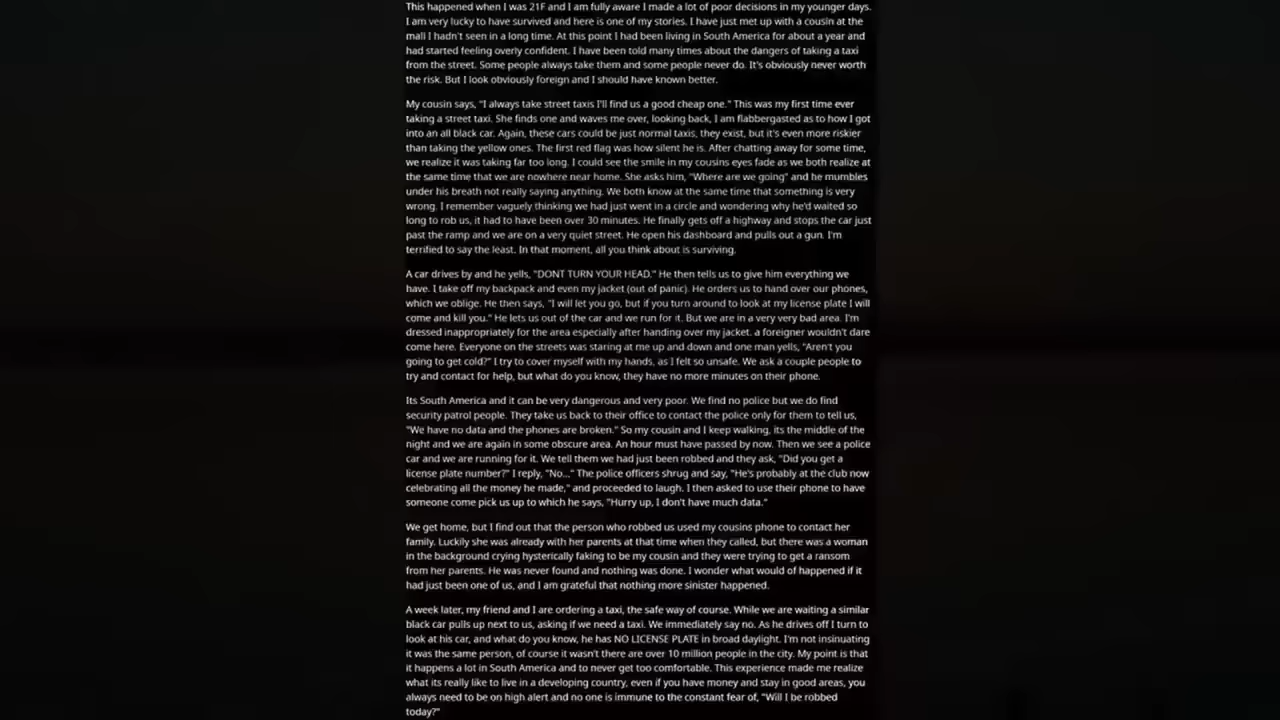 This happened when I was 21F and I am fully aware I made a lot of poor decisions in my younger days.
I am very lucky to have survived and here is one of my stories. I have just met up with a cousin at the
mall I hadn't seen in a long time. At this point I had been living in South America for about a year and
had started feeling overly confident. I have been told many times about the dangers of taking a taxi
from the street. Some people always take them and some people never do. It's obviously never worth
the risk. But I look obviously foreign and I should have known better.
My cousin says, "I always take street taxis I'll find us a good cheap one." This was my first time ever
taking a street taxi. She finds one and waves me over, looking back, I am flabbergasted as to how I got
into an all black car. Again, these cars could be just normal taxis, they exist, but it's even more riskier
than taking the yellow ones. The first red flag was how silent he is. After chatting away for some time,
we realize it was taking far too long. I could see the smile in my cousins eyes fade as we both realize at
the same time that we are nowhere near home. She asks him, "Where are we going" and he mumbles
under his breath not really saying anything. We both know at the same time that something is very
wrong. I remember vaguely thinking we had just went in a circle and wondering why he'd waited so
long to rob us, it had to have been over 30 minutes. He finally gets off a highway and stops the car just
past the ramp and we are on a very quiet street. He open his dashboard and pulls out a gun. I'm
terrified to say the least. In that moment, all you think about is surviving.
A car drives by and he yells, "DONT TURN YOUR HEAD." He then tells us to give him everything we
have. I take off my backpack and even my jacket (out of panic). He orders us to hand over our phones,
which we oblige. He then says, "I will let you go, but if you turn around to look at my license plate I will
come and kill you." He lets us out of the car and we run for it. But we are in a very very bad area. I'm
dressed inappropriately for the area especially after handing over my jacket. a foreigner wouldn't dare
come here. Everyone on the streets was staring at me up and down and one man yells, "Aren't you
going to get cold?" I try to cover myself with my hands, as I felt so unsafe. We ask a couple people to
try and contact for help, but what do you know, they have no more minutes on their phone.
Its South America and it can be very dangerous and very poor. We find no police but we do find
security patrol people. They take us back to their office to contact the police only for them to tell us,
"We have no data and the phones are broken." So my cousin and I keep walking, its the middle of the
night and we are again in some obscure area. An hour must have passed by now. Then we see a police
car and we are running for it. We tell them we had just been robbed and they ask, "Did you get a
license plate number?" I reply, "No..." The police officers shrug and say, "He's probably at the club now
celebrating all the money he made," and proceeded to laugh. I then asked to use their phone to have
someone come pick us up to which he says, "Hurry up, I don't have much data."
We get home, but I find out that the person who robbed us used my cousins phone to contact her
family. Luckily she was already with her parents at that time when they called, but there was a woman
in the background crying hysterically faking to be my cousin and they were trying to get a ransom
from her parents. He was never found and nothing was done. I wonder what would of happened if it
had just been one of us, and I am grateful that nothing more sinister happened.
A week later, my friend and I are ordering a taxi, the safe way of course. While we are waiting a similar
black car pulls up next to us, asking if we need a taxi. We immediately say no. As he drives off I turn to
look at his car, and what do you know, he has NO LICENSE PLATE in broad daylight. I'm not insinuating
it was the same person, of course it wasn't there are over 10 million people in the city. My point is that
it happens a lot in South America and to never get too comfortable. This experience made me realize
what its really like to live in a developing country, even if you have money and stay in good areas, you
always need to be on high alert and no one is immune to the constant fear of, "Will I be robbed
today?"